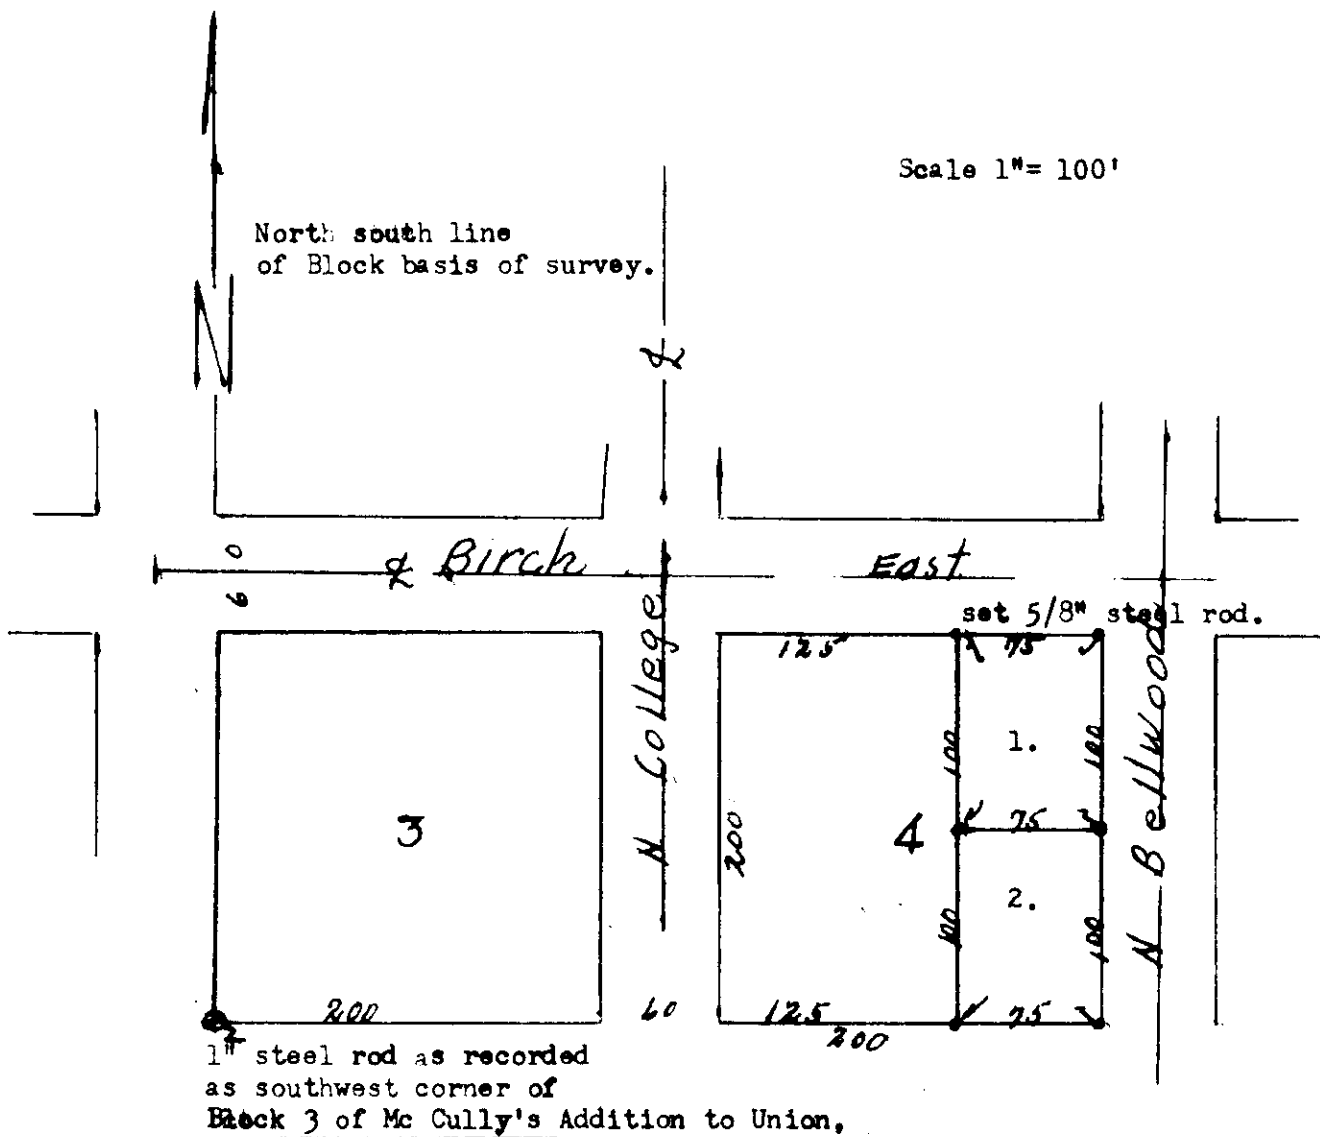 Scale 1"= 100'
North south line
of Block basis of survey.
N
℄
℄ Birch East
60
set 5/8" steel rod.
125 75
N College
N Bellwood
100 1. 100
3
200
4
75
2.
100 100
200 60 125 75
200
1" steel rod as recorded
as southwest corner of
Block 3 of Mc Cully's Addition to Union,